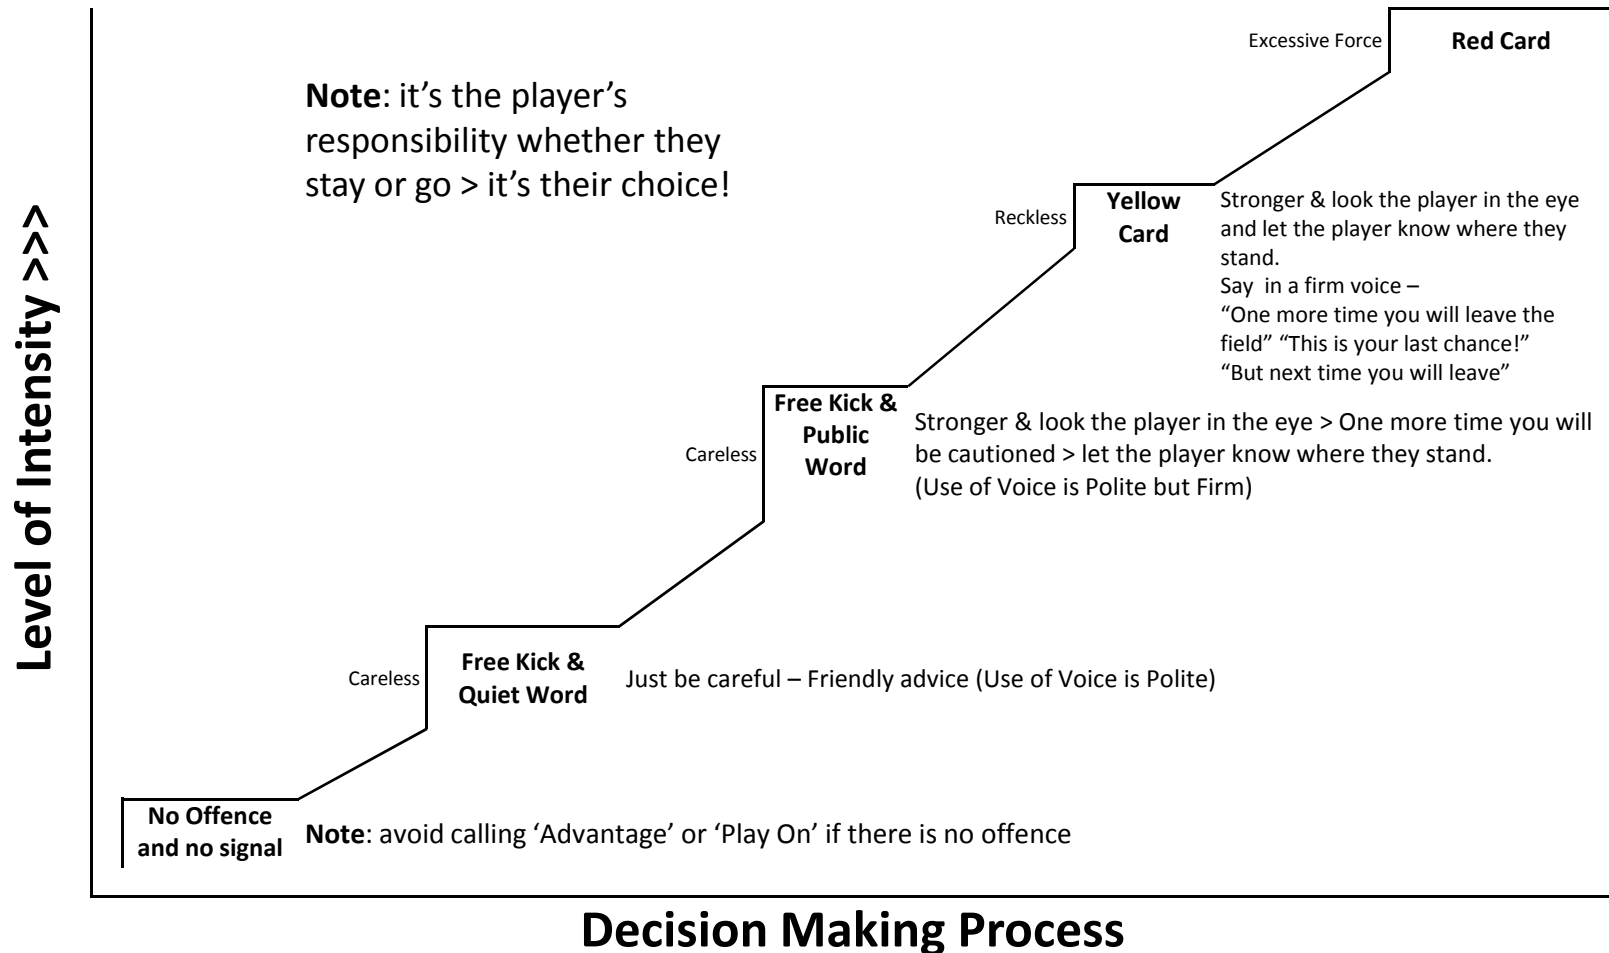 Excessive Force
Red Card
Note: it’s the player’s
responsibility whether they
stay or go > it’s their choice!
Reckless
Yellow
Card
Stronger & look the player in the eye
and let the player know where they
stand.
Say  in a firm voice –
“One more time you will leave the
field” “This is your last chance!”
“But next time you will leave”
Careless
Free Kick &
Public
Word
Stronger & look the player in the eye > One more time you will
be cautioned > let the player know where they stand.
(Use of Voice is Polite but Firm)
Careless
Free Kick &
Quiet Word
Just be careful – Friendly advice (Use of Voice is Polite)
No Offence
and no signal
Note: avoid calling ‘Advantage’ or ‘Play On’ if there is no offence
Level of Intensity >>>
Decision Making Process